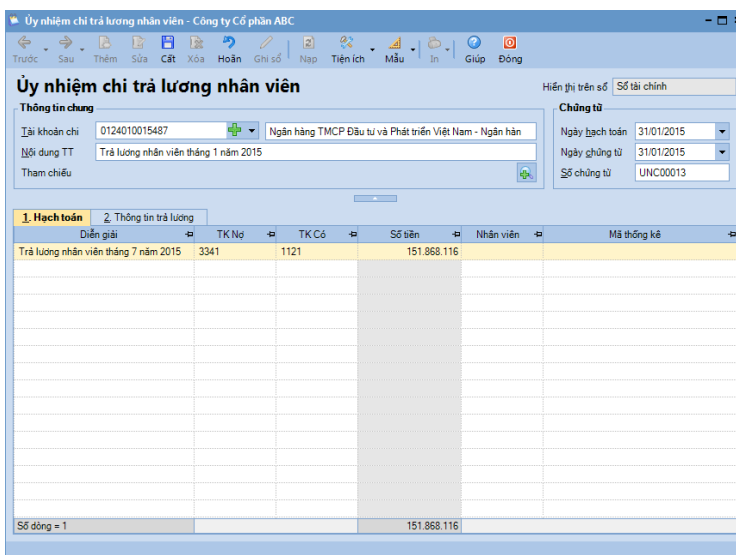 Ủy nhiệm chi trả lương nhân viên - Công ty Cổ phần ABC
Trước Sau Thêm Sửa Cất Xóa Hoãn Ghi sổ Nạp Tiện ích Mẫu In Giúp Đóng
Ủy nhiệm chi trả lương nhân viên
Hiển thị trên sổ Sổ tài chính
Thông tin chung
Chứng từ
Tài khoản chi 0124010015487 Ngân hàng TMCP Đầu tư và Phát triển Việt Nam - Ngân hàn
Ngày hạch toán 31/01/2015
Nội dung TT Trả lương nhân viên tháng 1 năm 2015
Ngày chứng từ 31/01/2015
Tham chiếu
Số chứng từ UNC00013
1. Hạch toán 2. Thông tin trả lương
Diễn giải TK Nợ TK Có Số tiền Nhân viên Mã thống kê
Trả lương nhân viên tháng 7 năm 2015 3341 1121 151.868.116
Số dòng = 1 151.868.116